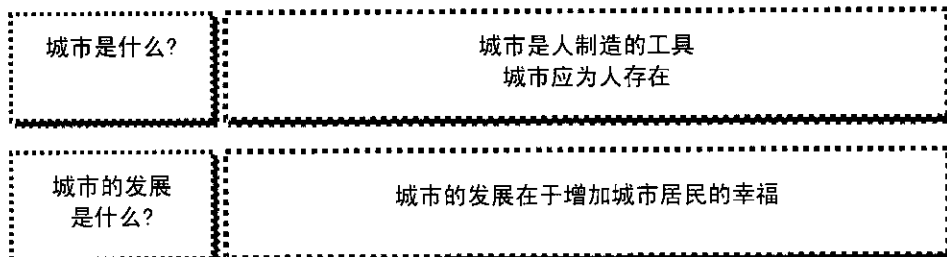 城市是什么?
城市是人制造的工具
城市应为人存在
城市的发展
是什么?
城市的发展在于增加城市居民的幸福